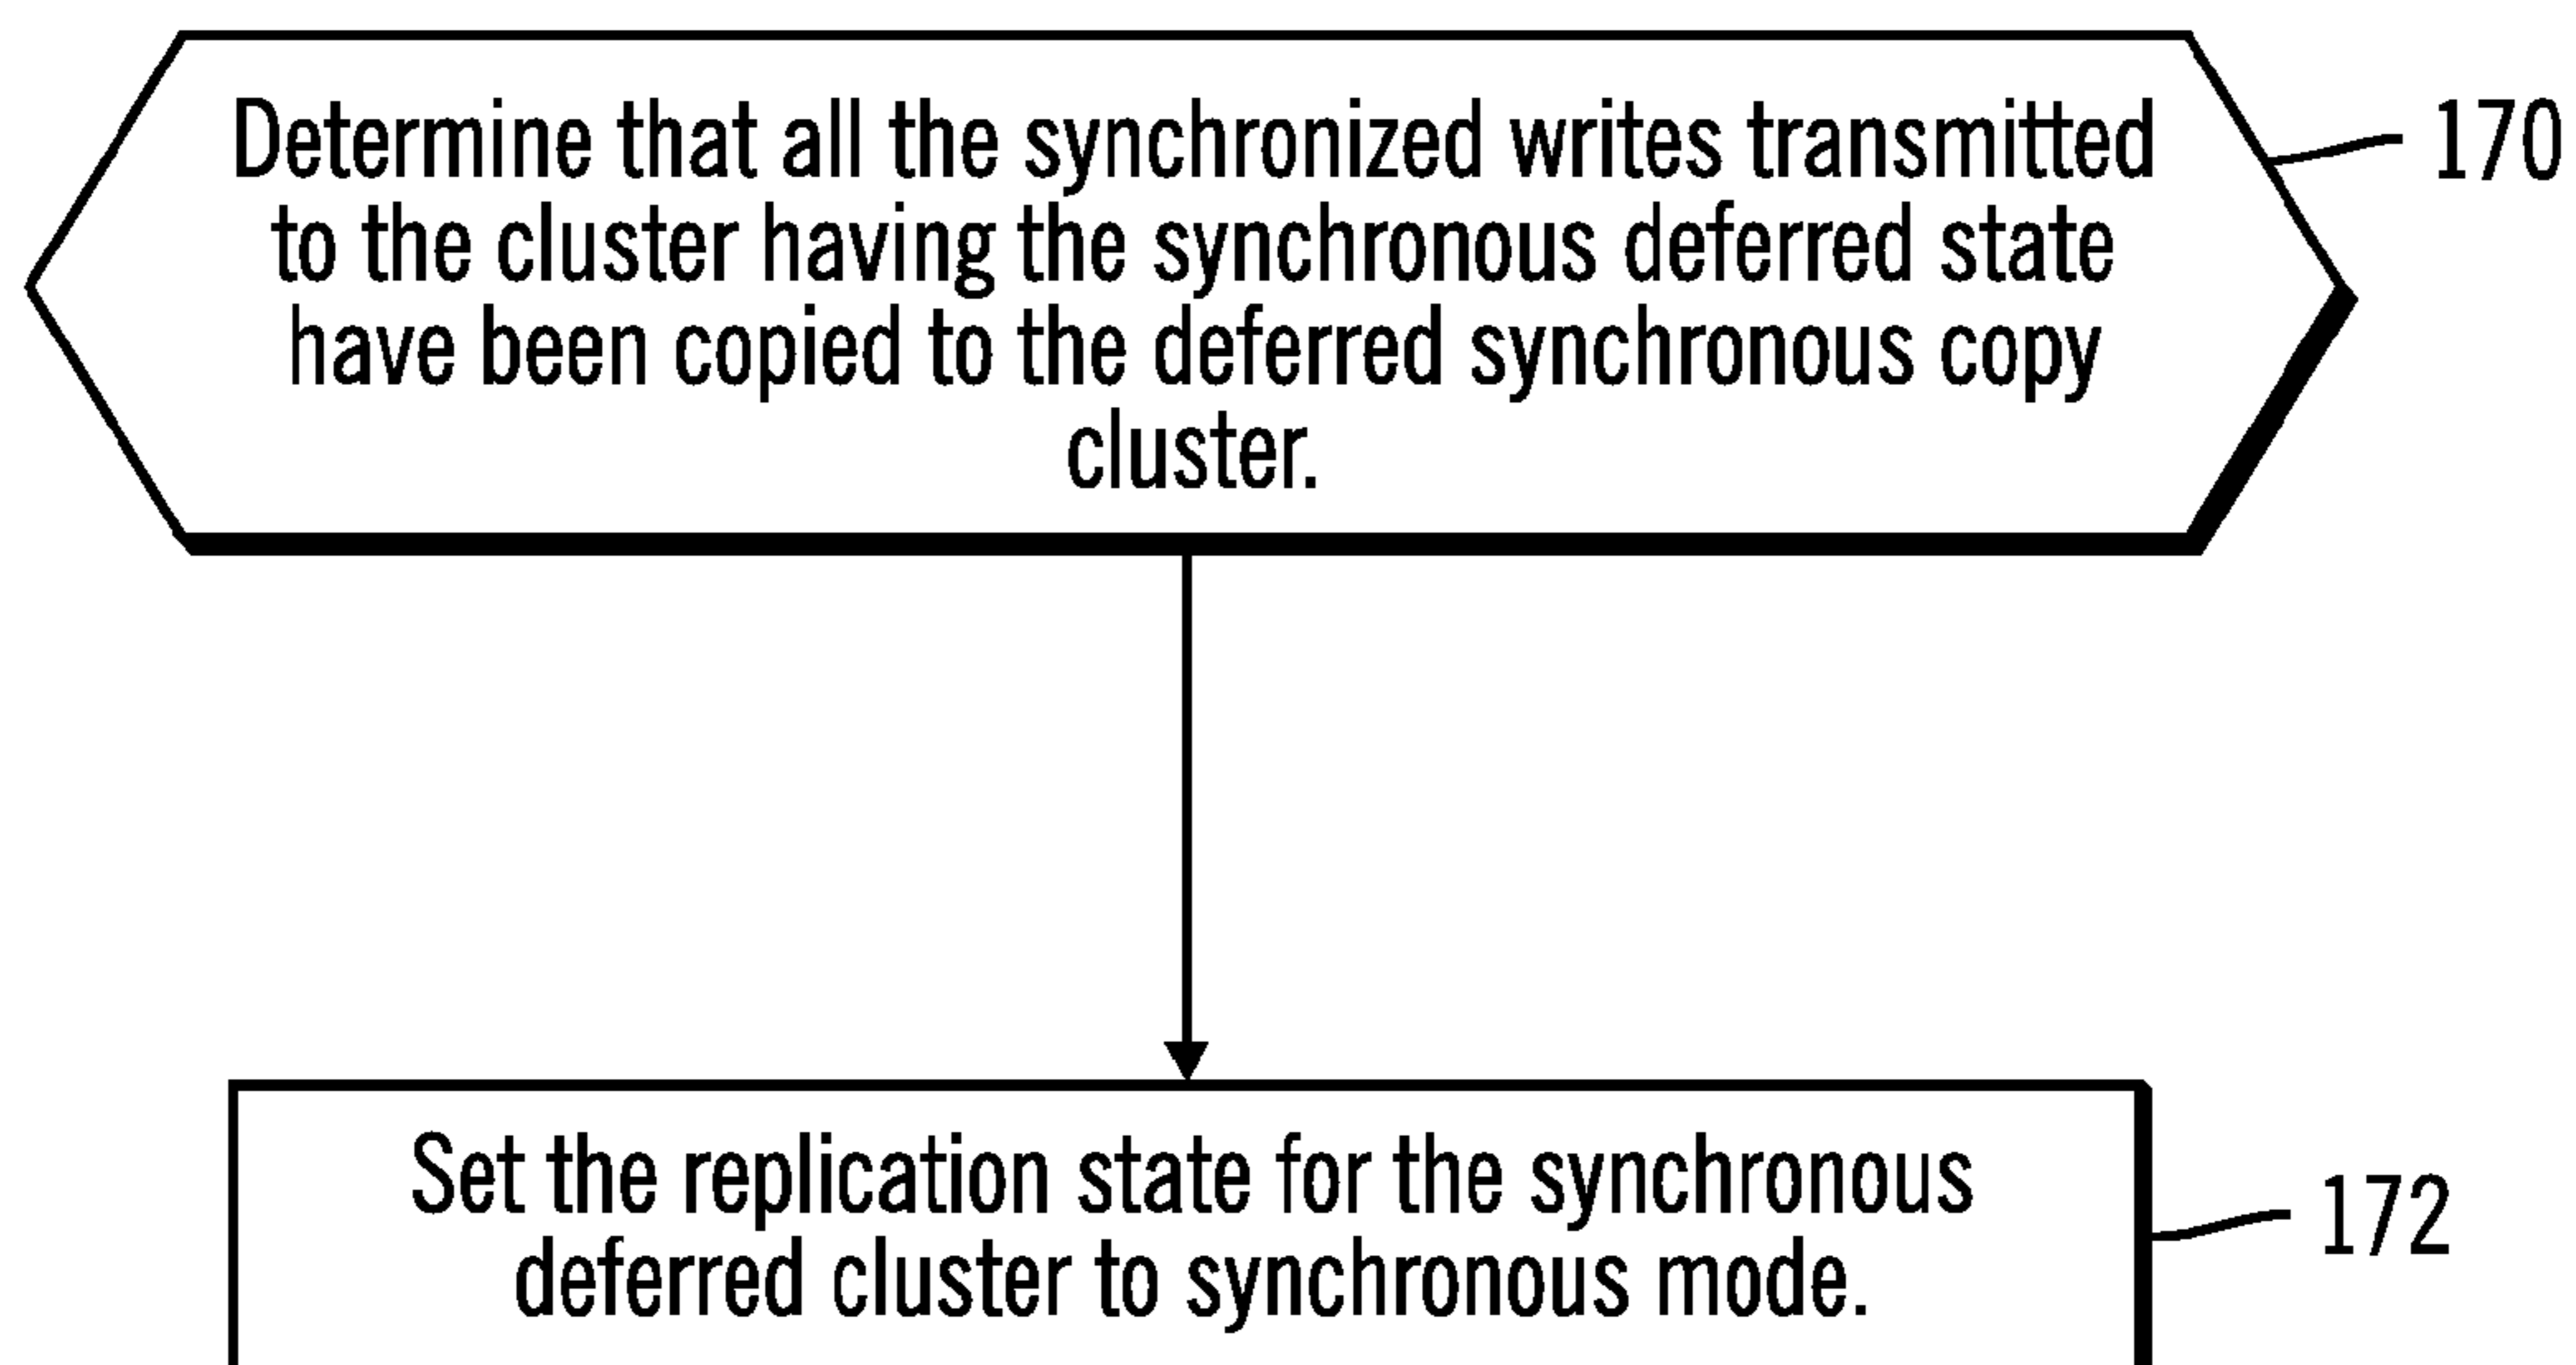 Determine that all the synchronized writes transmitted
to the cluster having the synchronous deferred state
have been copied to the deferred synchronous copy
cluster.
170
Set the replication state for the synchronous
deferred cluster to synchronous mode.
172